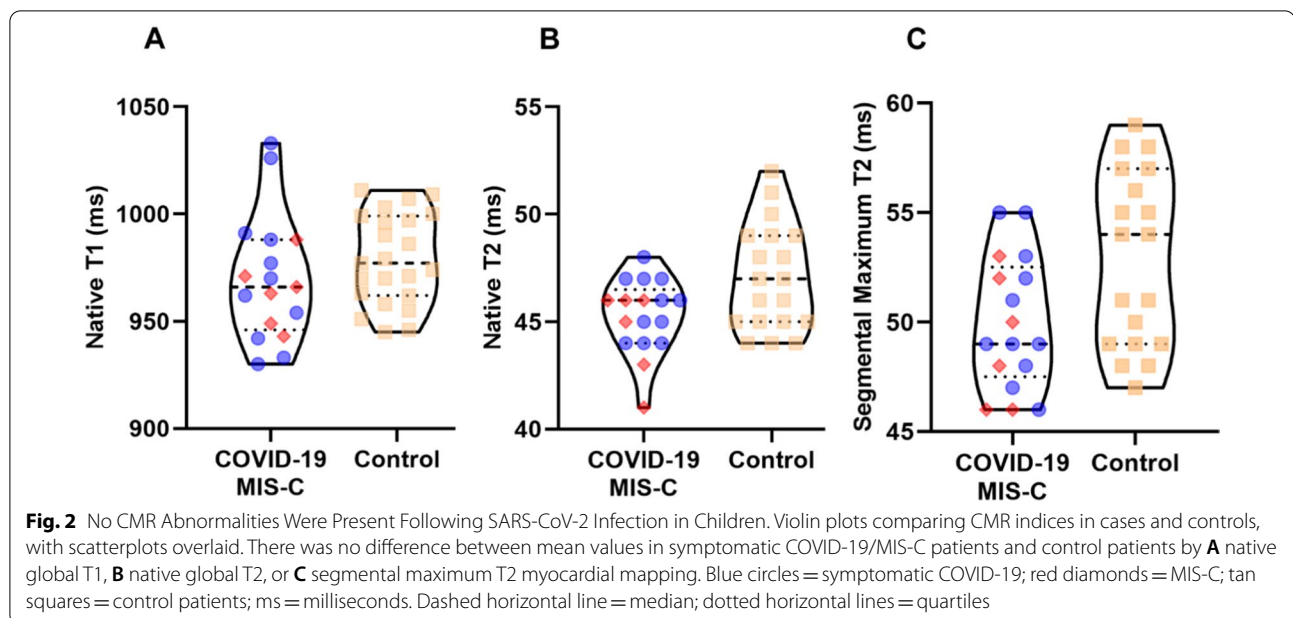 A
B
C
Native T1 (ms)
1050
1000
950
900
COVID-19
MIS-C
Control
Native T2 (ms)
55
50
45
40
COVID-19
MIS-C
Control
Segmental Maximum T2 (ms)
60
55
50
45
COVID-19
MIS-C
Control
Fig. 2 No CMR Abnormalities Were Present Following SARS-CoV-2 Infection in Children. Violin plots comparing CMR indices in cases and controls,
with scatterplots overlaid. There was no difference between mean values in symptomatic COVID-19/MIS-C patients and control patients by A native
global T1, B native global T2, or C segmental maximum T2 myocardial mapping. Blue circles = symptomatic COVID-19; red diamonds = MIS-C; tan
squares = control patients; ms = milliseconds. Dashed horizontal line = median; dotted horizontal lines = quartiles